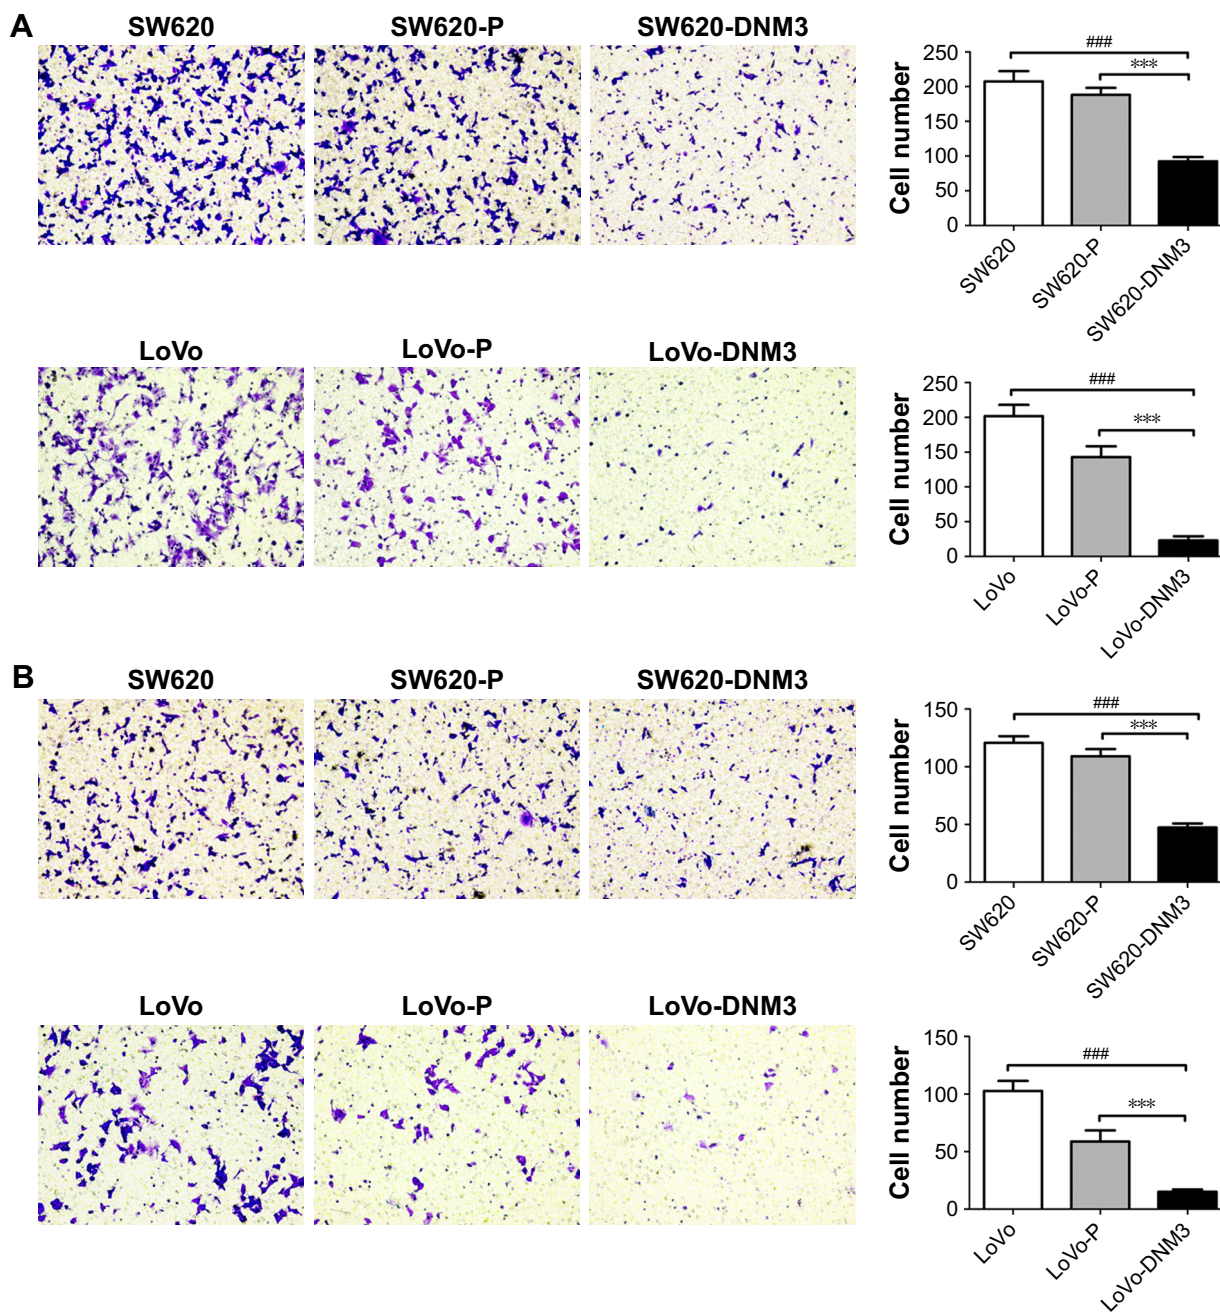 A
SW620 SW620-P SW620-DNM3
###
***
250
200
150
100
50
0
Cell number
SW620
SW620-P
SW620-DNM3
LoVo LoVo-P LoVo-DNM3
###
***
250
200
150
100
50
0
Cell number
LoVo
LoVo-P
LoVo-DNM3
B
SW620 SW620-P SW620-DNM3
###
***
150
100
50
0
Cell number
SW620
SW620-P
SW620-DNM3
LoVo LoVo-P LoVo-DNM3
###
***
150
100
50
0
Cell number
LoVo
LoVo-P
LoVo-DNM3